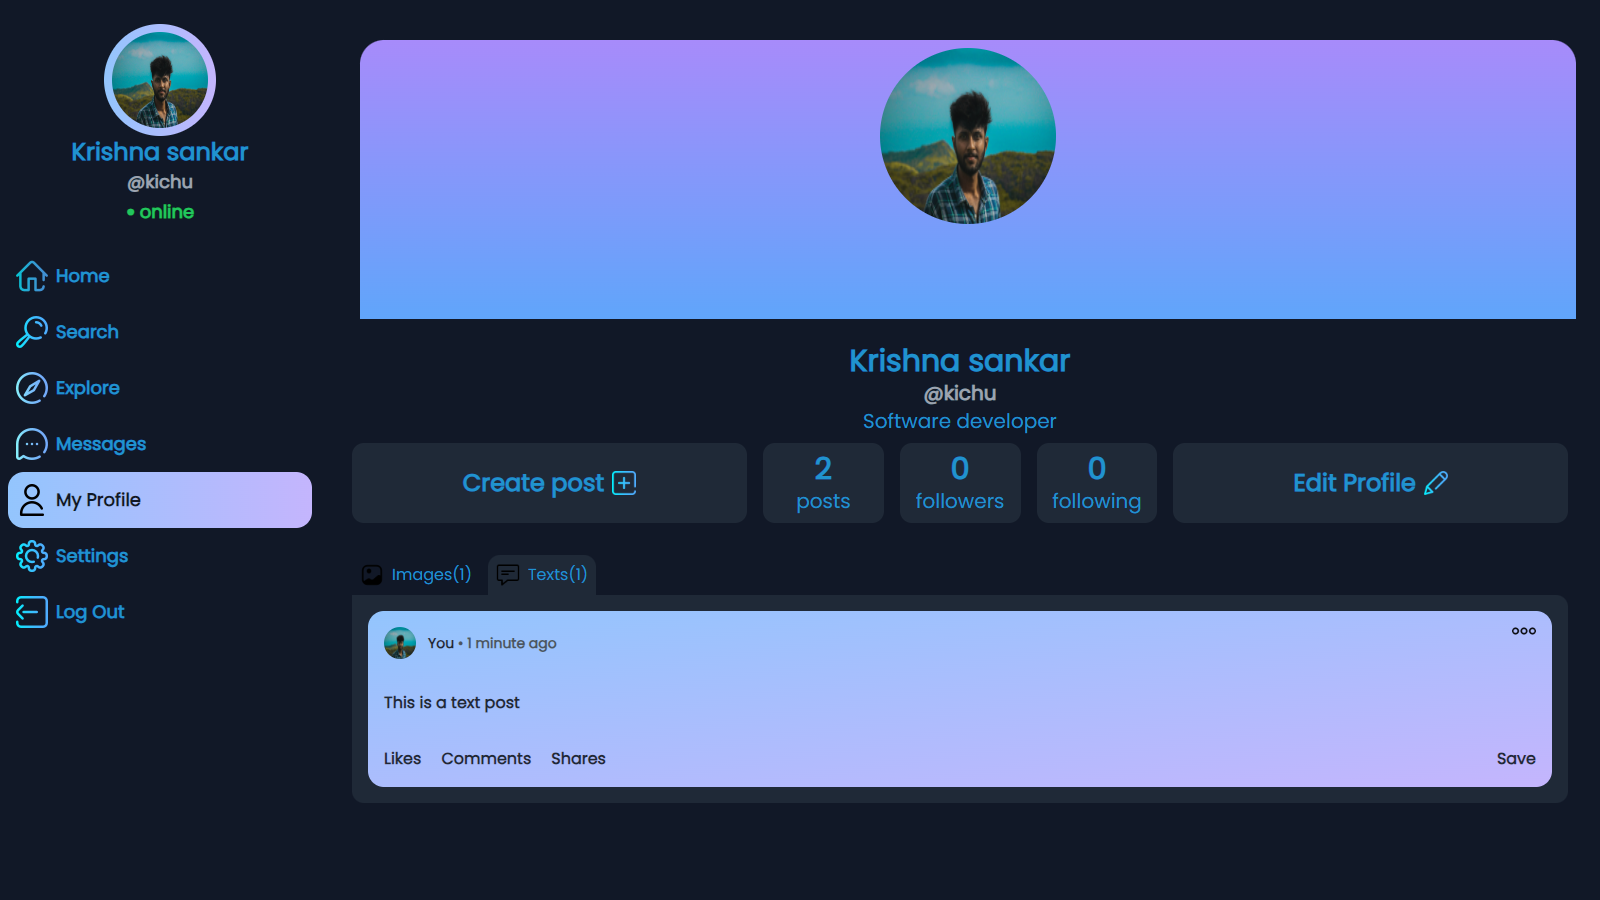 Krishna sankar
@kichu
• online
Home
Search
Explore
Messages
My Profile
Settings
Log Out
Krishna sankar
@kichu
Software developer
Create post
2
posts
0
followers
0
following
Edit Profile
Images(1)
Texts(1)
You • 1 minute ago
This is a text post
Likes Comments Shares
Save